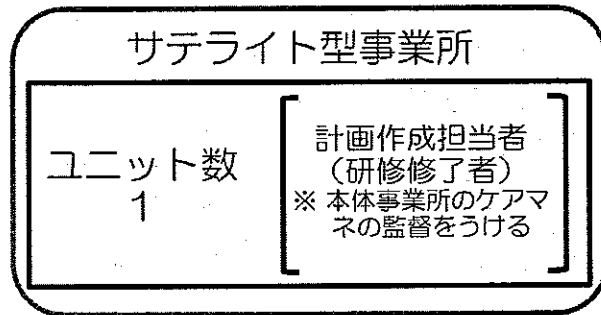 サテライト型事業所
ユニット数
1
計画作成担当者
(研修修了者)
※ 本体事業所のケアマ
ネの監督をうける